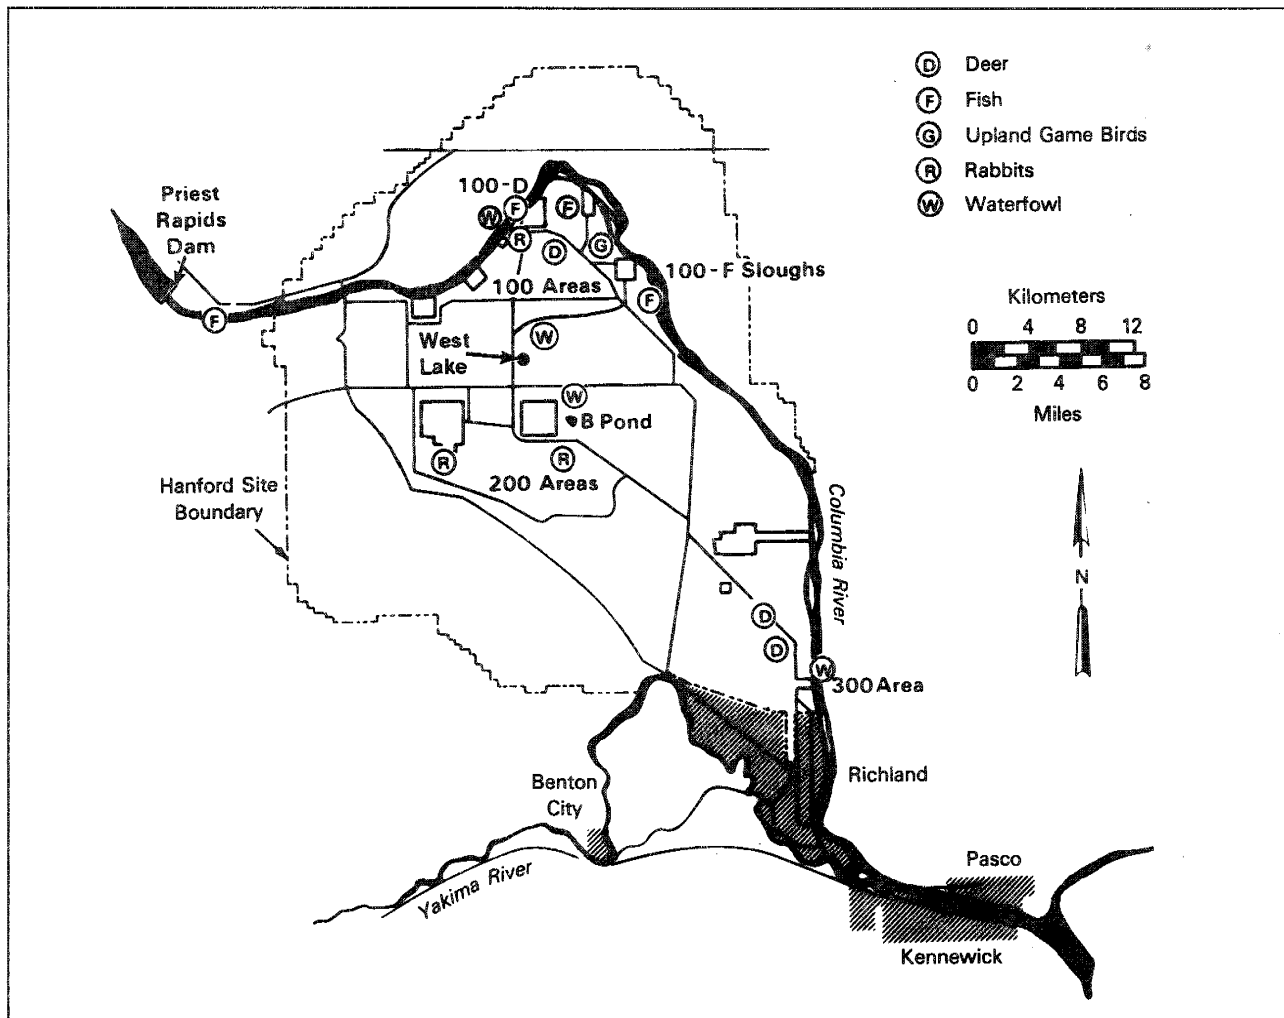 D Deer
F Fish
G Upland Game Birds
R Rabbits
W Waterfowl
Priest
Rapids
Dam
100-D
W
F
F
R
D
G
100-F Sloughs
100 Areas
F
F
Kilometers
0 4 8 12
0 2 4 6 8
Miles
West
Lake
W
W
B Pond
R
R
200 Areas
Hanford Site
Boundary
Columbia River
N
D
D
W
300 Area
Richland
Benton
City
Yakima River
Pasco
Kennewick